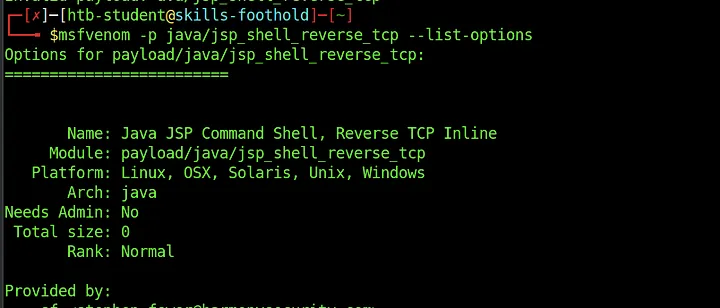 ┌─[✗]─[htb-student@skills-foothold]─[~]
└──╼ $msfvenom -p java/jsp_shell_reverse_tcp --list-options
Options for payload/java/jsp_shell_reverse_tcp:
=========================
Name: Java JSP Command Shell, Reverse TCP Inline
Module: payload/java/jsp_shell_reverse_tcp
Platform: Linux, OSX, Solaris, Unix, Windows
Arch: java
Needs Admin: No
Total size: 0
Rank: Normal
Provided by: